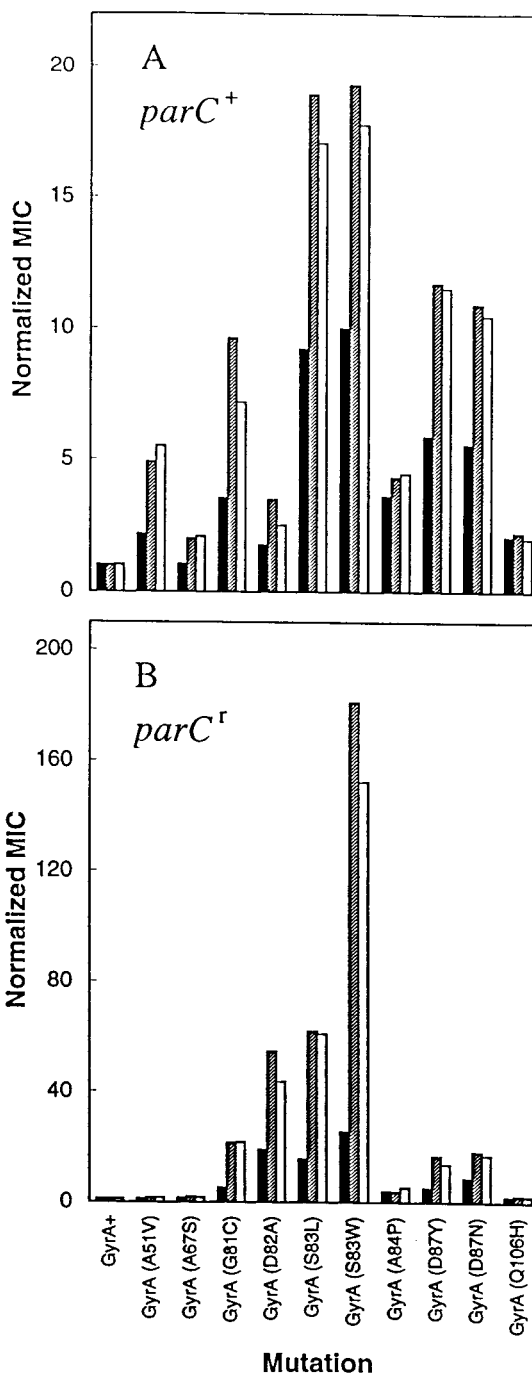 A
parC +
Normalized MIC
20
15
10
5
0
B
parC r
Normalized MIC
200
160
120
80
40
0
GyrA+
GyrA (A51V)
GyrA (A67S)
GyrA (G81C)
GyrA (D82A)
GyrA (S83L)
GyrA (S83W)
GyrA (A84P)
GyrA (D87Y)
GyrA (D87N)
GyrA (Q106H)
Mutation